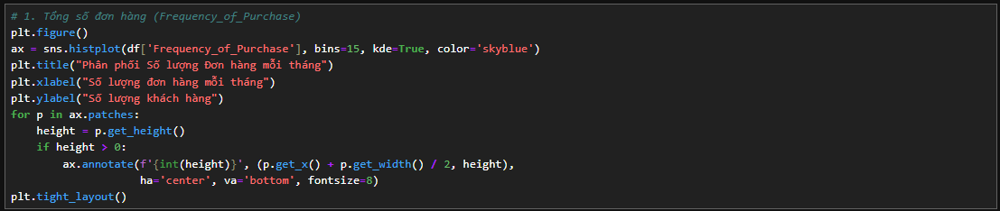 # 1. Tổng số đơn hàng (Frequency_of_Purchase)
plt.figure()
ax = sns.histplot(df['Frequency_of_Purchase'], bins=15, kde=True, color='skyblue')
plt.title("Phân phối Số lượng Đơn hàng mỗi tháng")
plt.xlabel("Số lượng đơn hàng mỗi tháng")
plt.ylabel("Số lượng khách hàng")
for p in ax.patches:
    height = p.get_height()
    if height > 0:
        ax.annotate(f'{int(height)}', (p.get_x() + p.get_width() / 2, height),
                    ha='center', va='bottom', fontsize=8)
plt.tight_layout()